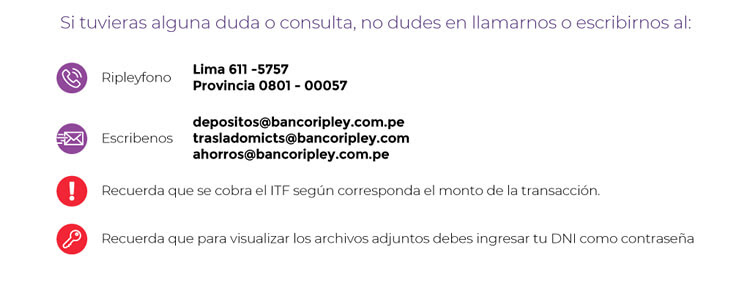 Si tuvieras alguna duda o consulta, no dudes en llamarnos o escribirnos al:
Ripleyfono
Lima 611 -5757
Provincia 0801 - 00057
Escribenos
depositos@bancoripley.com.pe
trasladomicts@bancoripley.com
ahorros@bancoripley.com.pe
Recuerda que se cobra el ITF según corresponda el monto de la transacción.
Recuerda que para visualizar los archivos adjuntos debes ingresar tu DNI como contraseña